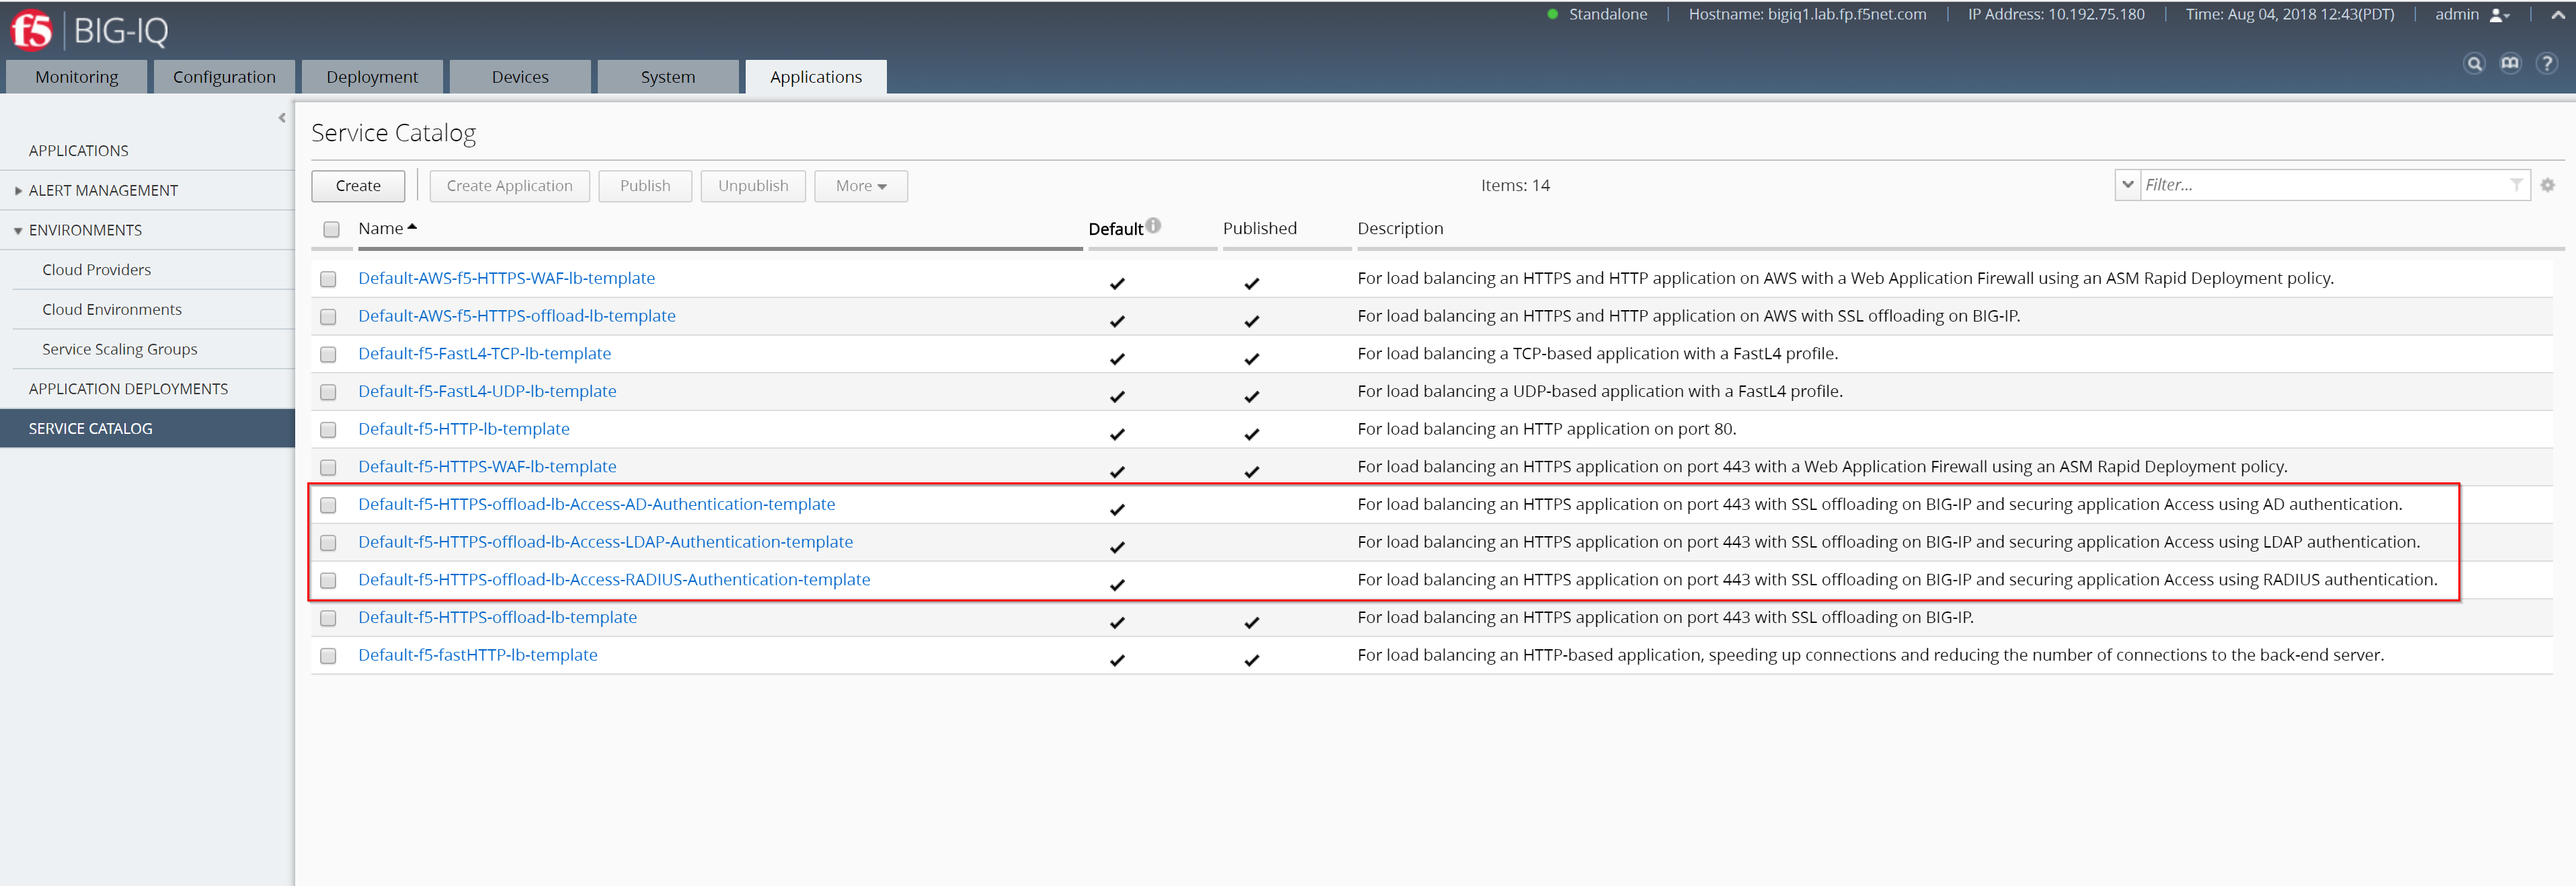 Standalone Hostname: bigiq1.lab.fp.f5net.com IP Address: 10.192.75.180 Time: Aug 04, 2018 12:43(PDT) admin
f5 BIG-IQ
Monitoring Configuration Deployment Devices System Applications
APPLICATIONS
ALERT MANAGEMENT
ENVIRONMENTS
Cloud Providers
Cloud Environments
Service Scaling Groups
APPLICATION DEPLOYMENTS
SERVICE CATALOG
Service Catalog
Create Create Application Publish Unpublish More Items: 14 Filter...
Name Default Published Description
Default-AWS-f5-HTTPS-WAF-lb-template For load balancing an HTTPS and HTTP application on AWS with a Web Application Firewall using an ASM Rapid Deployment policy.
Default-AWS-f5-HTTPS-offload-lb-template For load balancing an HTTPS and HTTP application on AWS with SSL offloading on BIG-IP.
Default-f5-FastL4-TCP-lb-template For load balancing a TCP-based application with a FastL4 profile.
Default-f5-FastL4-UDP-lb-template For load balancing a UDP-based application with a FastL4 profile.
Default-f5-HTTP-lb-template For load balancing an HTTP application on port 80.
Default-f5-HTTPS-WAF-lb-template For load balancing an HTTPS application on port 443 with a Web Application Firewall using an ASM Rapid Deployment policy.
Default-f5-HTTPS-offload-lb-Access-AD-Authentication-template For load balancing an HTTPS application on port 443 with SSL offloading on BIG-IP and securing application Access using AD authentication.
Default-f5-HTTPS-offload-lb-Access-LDAP-Authentication-template For load balancing an HTTPS application on port 443 with SSL offloading on BIG-IP and securing application Access using LDAP authentication.
Default-f5-HTTPS-offload-lb-Access-RADIUS-Authentication-template For load balancing an HTTPS application on port 443 with SSL offloading on BIG-IP and securing application Access using RADIUS authentication.
Default-f5-HTTPS-offload-lb-template For load balancing an HTTPS application on port 443 with SSL offloading on BIG-IP.
Default-f5-fastHTTP-lb-template For load balancing an HTTP-based application, speeding up connections and reducing the number of connections to the back-end server.